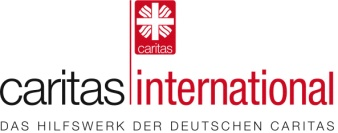 caritas
caritas international
DAS HILFSWERK DER DEUTSCHEN CARITAS